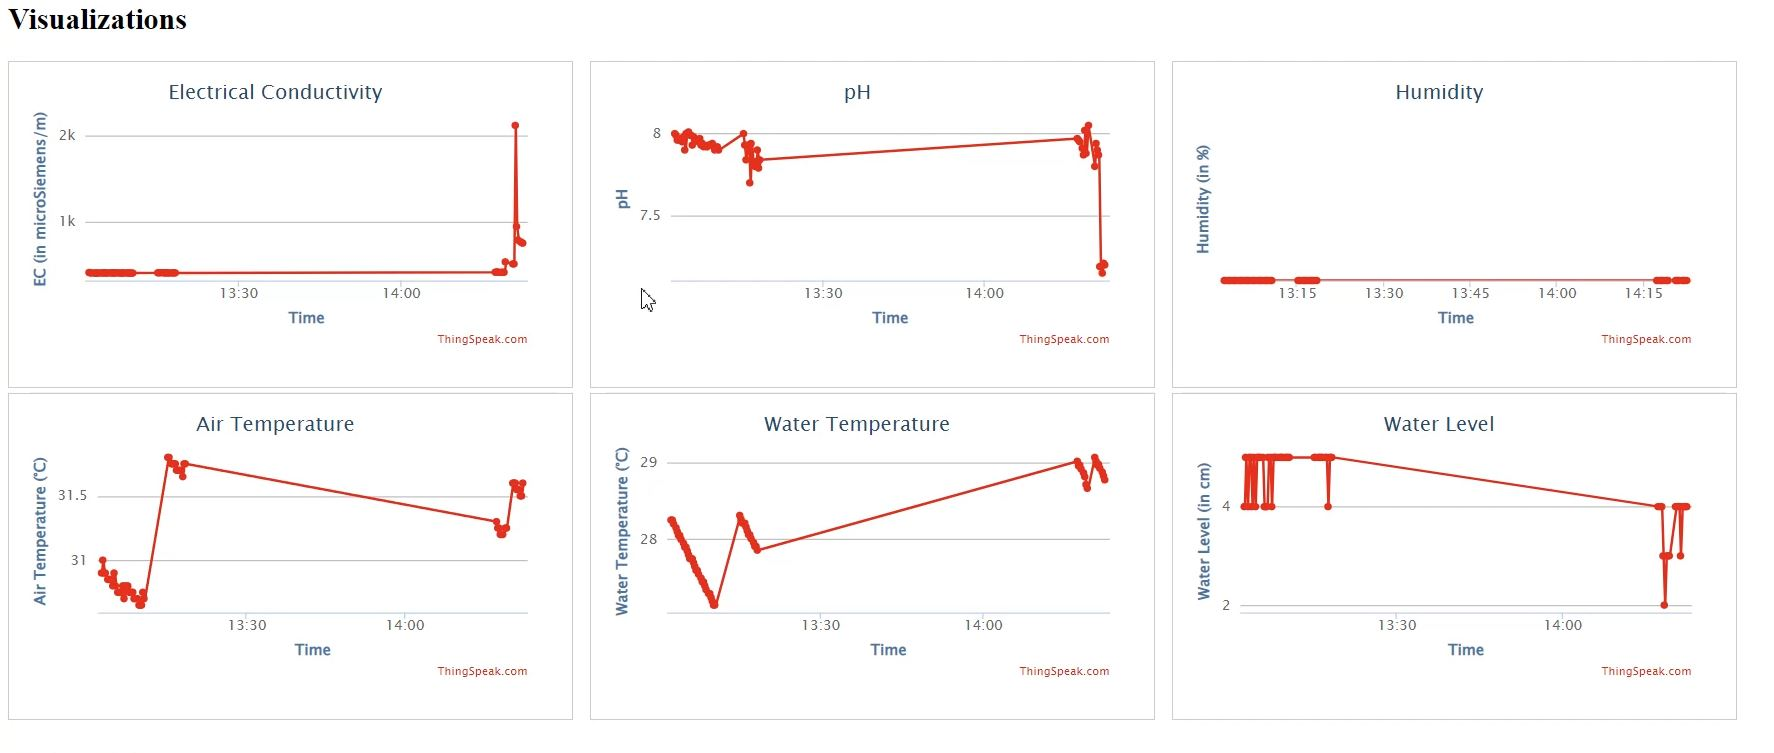 Visualizations
Electrical Conductivity
EC (in microSiemens/m)
2k
1k
13:30 14:00
Time
ThingSpeak.com
pH
pH
8
7.5
13:30 14:00
Time
ThingSpeak.com
Humidity
Humidity (in %)
13:15 13:30 13:45 14:00 14:15
Time
ThingSpeak.com
Air Temperature
Air Temperature (°C)
31.5
31
13:30 14:00
Time
ThingSpeak.com
Water Temperature
Water Temperature (°C)
29
28
13:30 14:00
Time
ThingSpeak.com
Water Level
Water Level (in cm)
4
2
13:30 14:00
Time
ThingSpeak.com